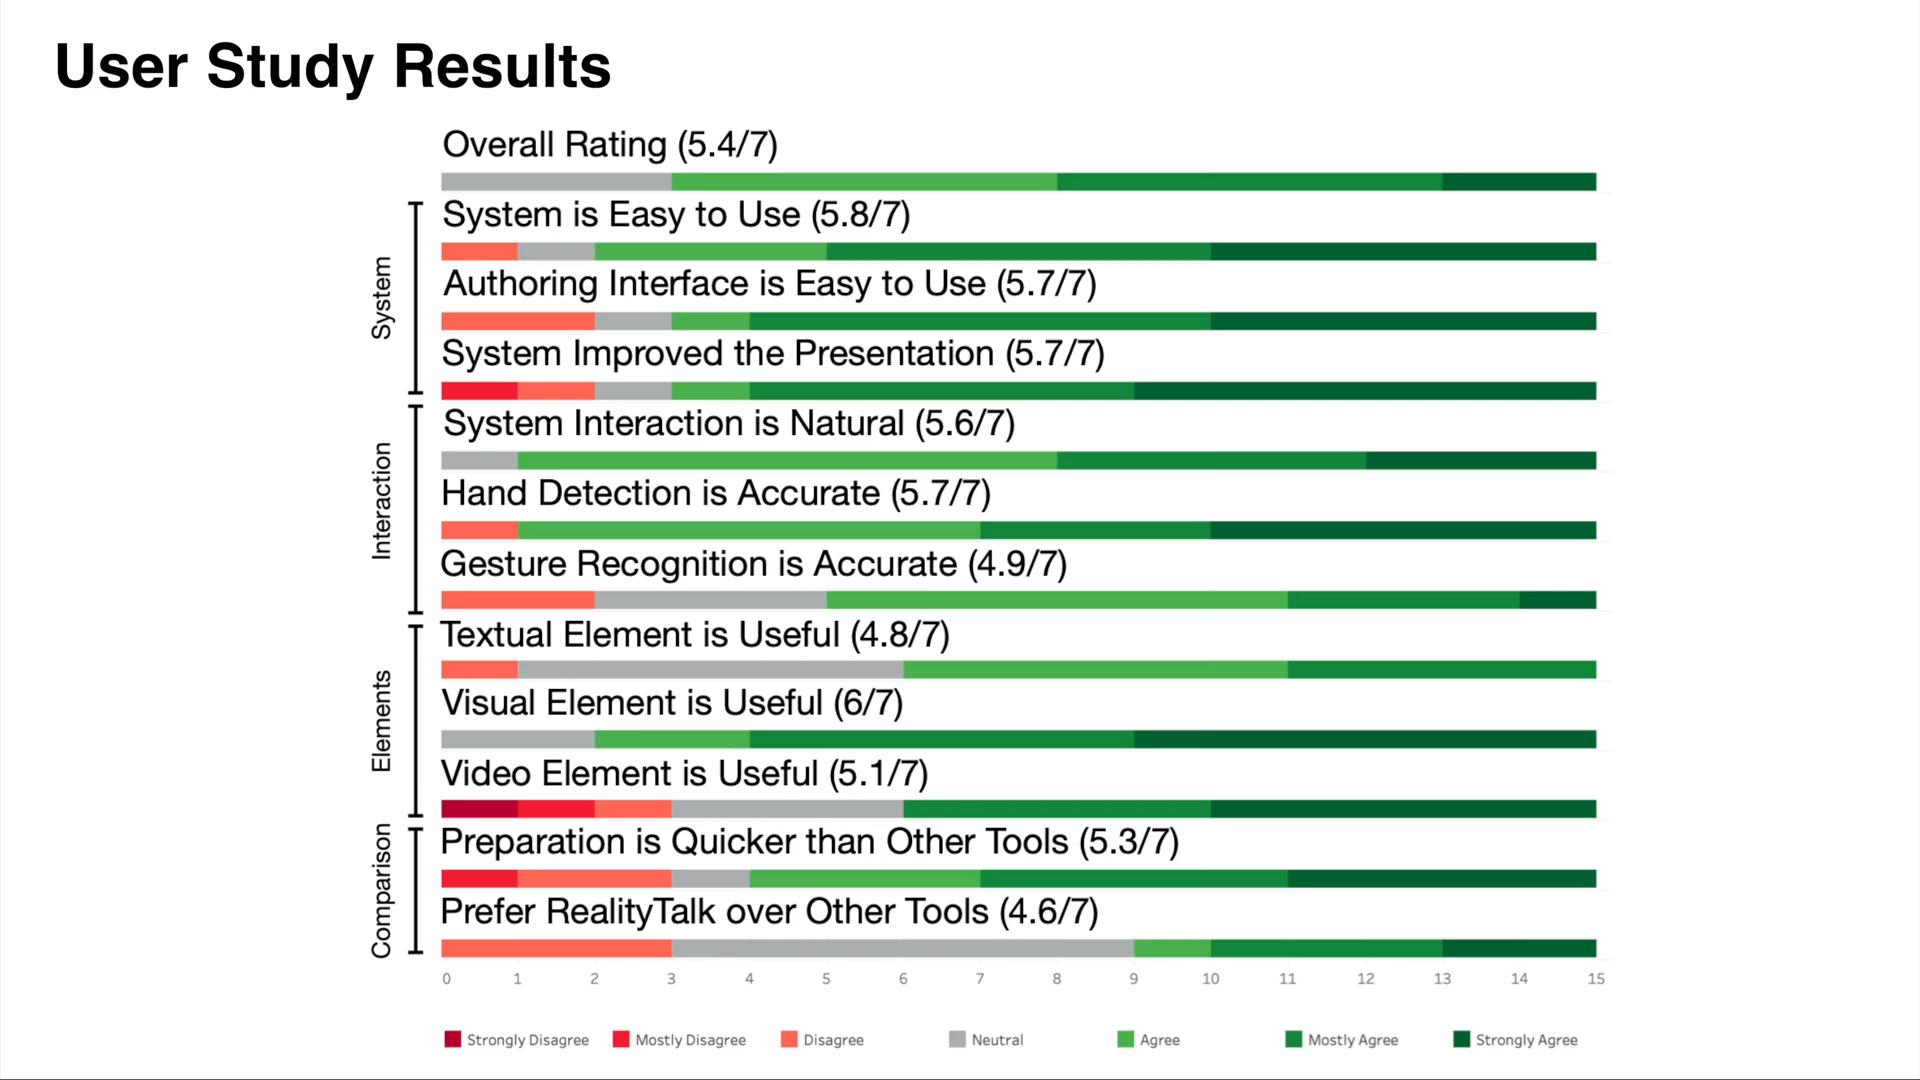 User Study Results
Overall Rating (5.4/7)
System
System is Easy to Use (5.8/7)
Authoring Interface is Easy to Use (5.7/7)
System Improved the Presentation (5.7/7)
Interaction
System Interaction is Natural (5.6/7)
Hand Detection is Accurate (5.7/7)
Gesture Recognition is Accurate (4.9/7)
Elements
Textual Element is Useful (4.8/7)
Visual Element is Useful (6/7)
Video Element is Useful (5.1/7)
Comparison
Preparation is Quicker than Other Tools (5.3/7)
Prefer RealityTalk over Other Tools (4.6/7)
0 1 2 3 4 5 6 7 8 9 10 11 12 13 14 15
Strongly Disagree Mostly Disagree Disagree Neutral Agree Mostly Agree Strongly Agree